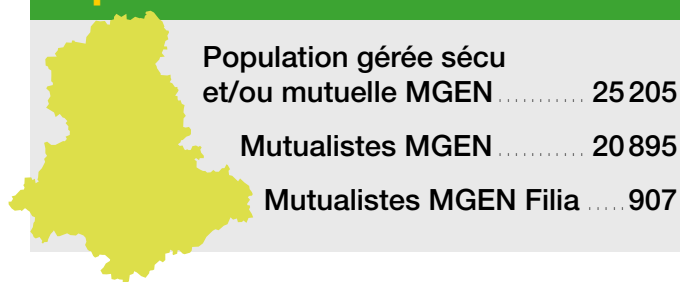 Population gérée sécu
et/ou mutuelle MGEN ........... 25 205
Mutualistes MGEN ........... 20 895
Mutualistes MGEN Filia ..... 907